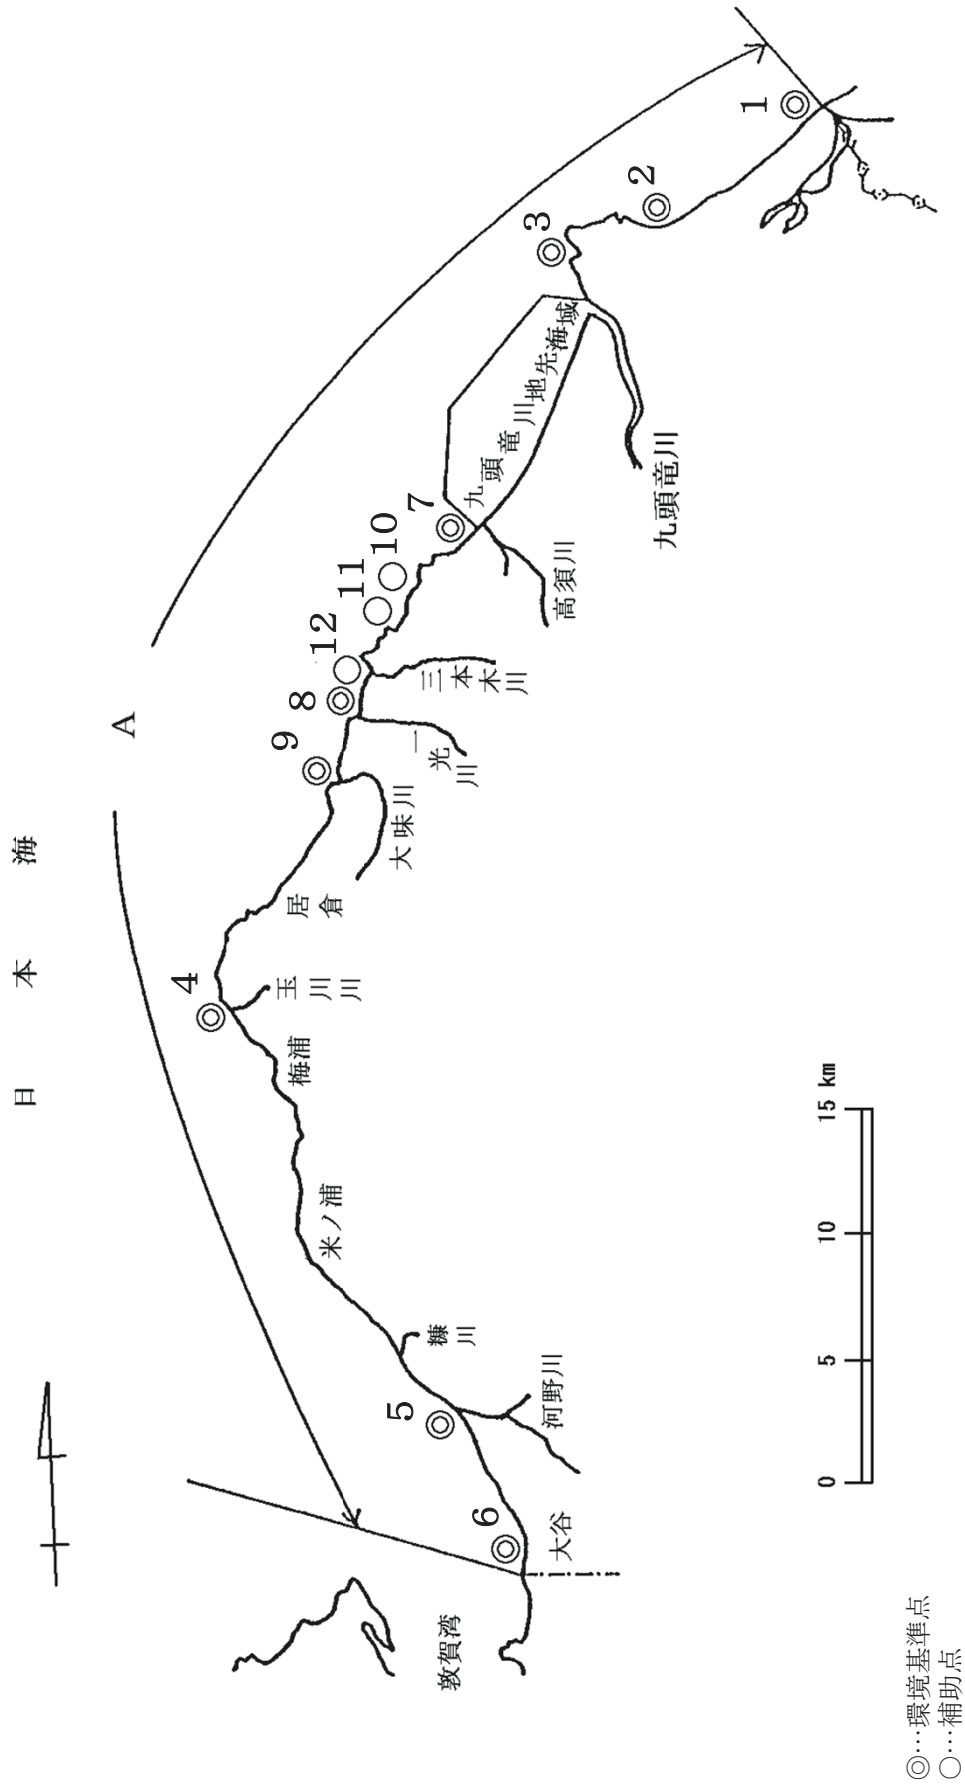 日本海
A
1
2
3
九頭竜川地先海域
九頭竜川
7
10
11
12
8
9
高須川
三本木川
一光川
大味川
居倉
4
玉川川
梅浦
米ノ浦
糠川
5
河野川
6
大谷
敦賀湾
0 5 10 15 km
◎…環境基準点
○…補助点